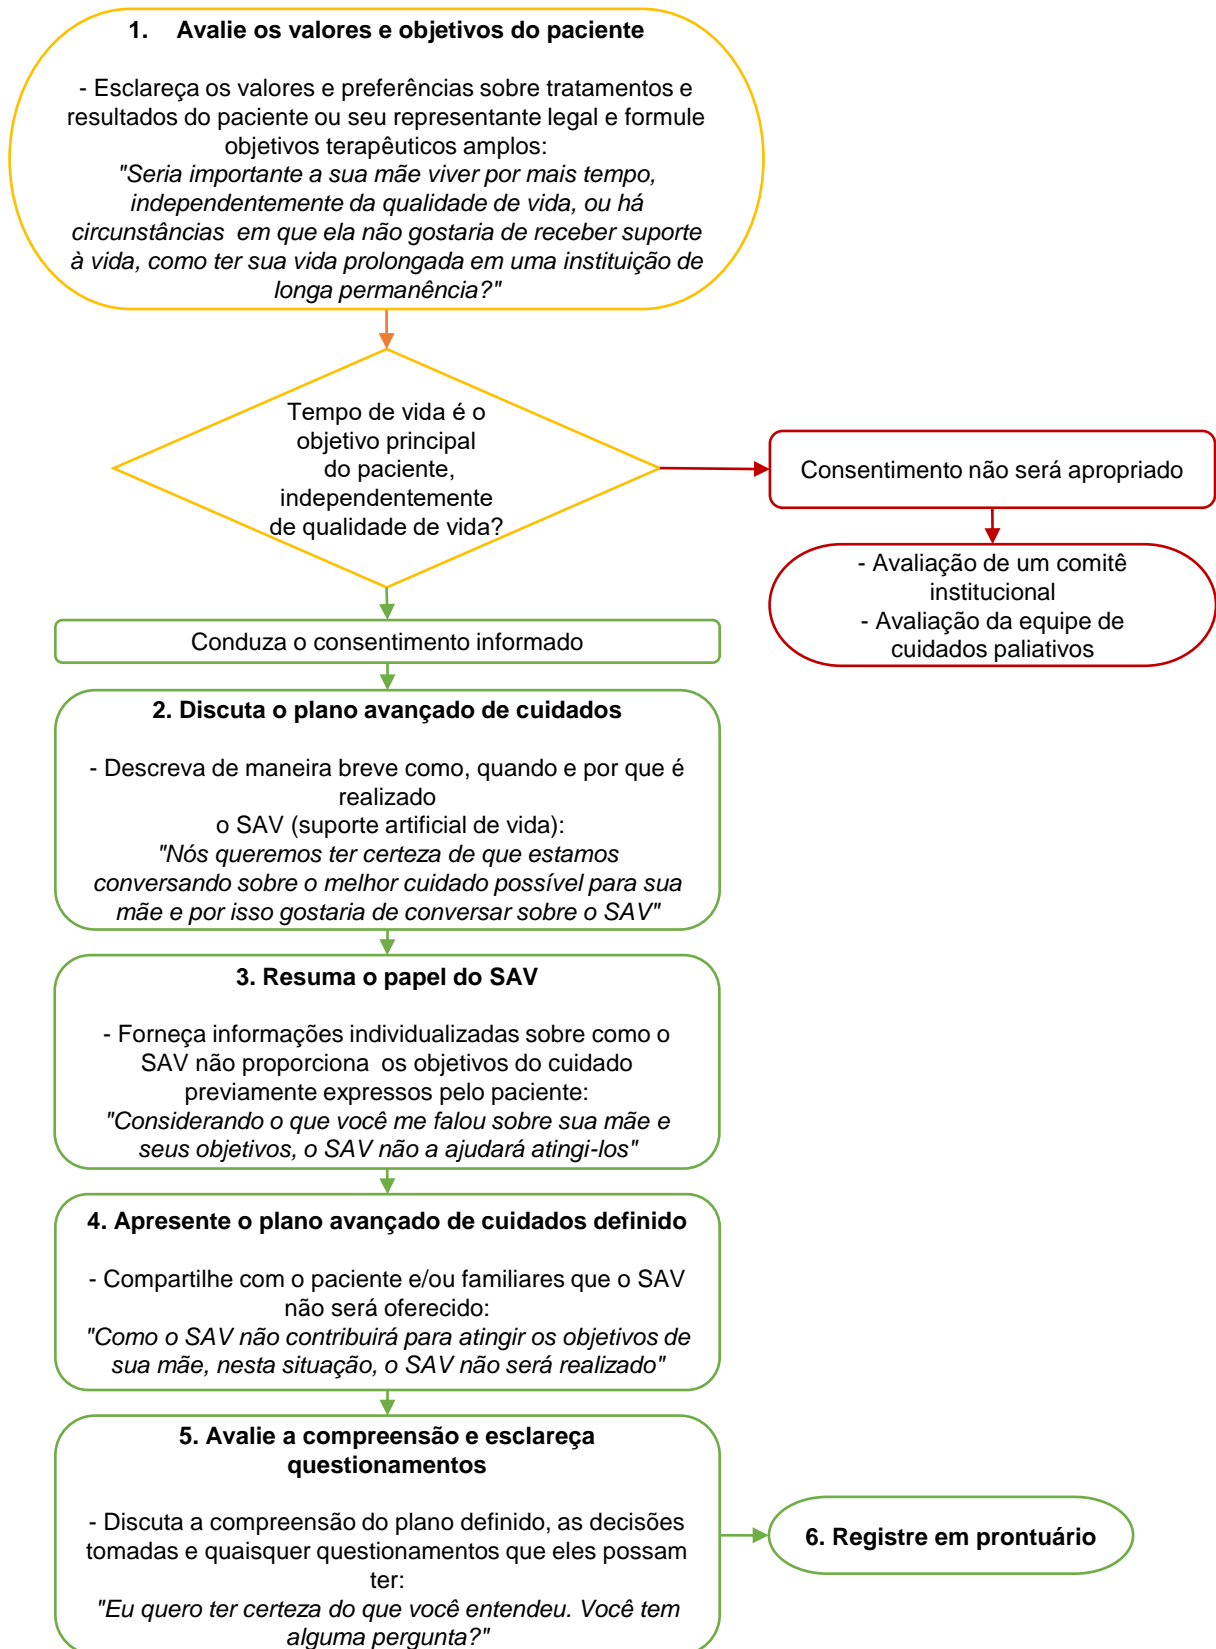 1. Avalie os valores e objetivos do paciente
- Esclareça os valores e preferências sobre tratamentos e
resultados do paciente ou seu representante legal e formule
objetivos terapêuticos amplos:
"Seria importante a sua mãe viver por mais tempo,
independentemente da qualidade de vida, ou há
circunstâncias em que ela não gostaria de receber suporte
à vida, como ter sua vida prolongada em uma instituição de
longa permanência?"
Tempo de vida é o
objetivo principal
do paciente,
independentemente
de qualidade de vida?
Consentimento não será apropriado
- Avaliação de um comitê
institucional
- Avaliação da equipe de
cuidados paliativos
Conduza o consentimento informado
2. Discuta o plano avançado de cuidados
- Descreva de maneira breve como, quando e por que é
realizado
o SAV (suporte artificial de vida):
"Nós queremos ter certeza de que estamos
conversando sobre o melhor cuidado possível para sua
mãe e por isso gostaria de conversar sobre o SAV"
3. Resuma o papel do SAV
- Forneça informações individualizadas sobre como o
SAV não proporciona os objetivos do cuidado
previamente expressos pelo paciente:
"Considerando o que você me falou sobre sua mãe e
seus objetivos, o SAV não a ajudará atingi-los"
4. Apresente o plano avançado de cuidados definido
- Compartilhe com o paciente e/ou familiares que o SAV
não será oferecido:
"Como o SAV não contribuirá para atingir os objetivos de
sua mãe, nesta situação, o SAV não será realizado"
5. Avalie a compreensão e esclareça
questionamentos
- Discuta a compreensão do plano definido, as decisões
tomadas e quaisquer questionamentos que eles possam
ter:
"Eu quero ter certeza do que você entendeu. Você tem
alguma pergunta?"
6. Registre em prontuário